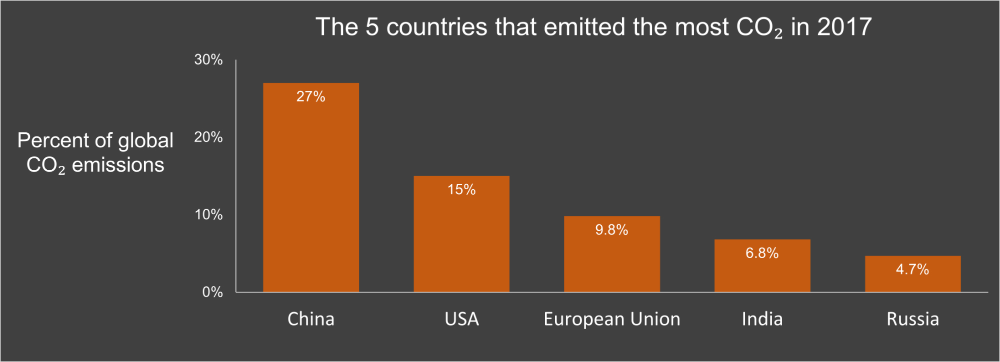 The 5 countries that emitted the most CO₂ in 2017
30%
27%
20%
Percent of global
CO₂ emissions
15%
10%
9.8%
6.8%
4.7%
0%
China
USA
European Union
India
Russia